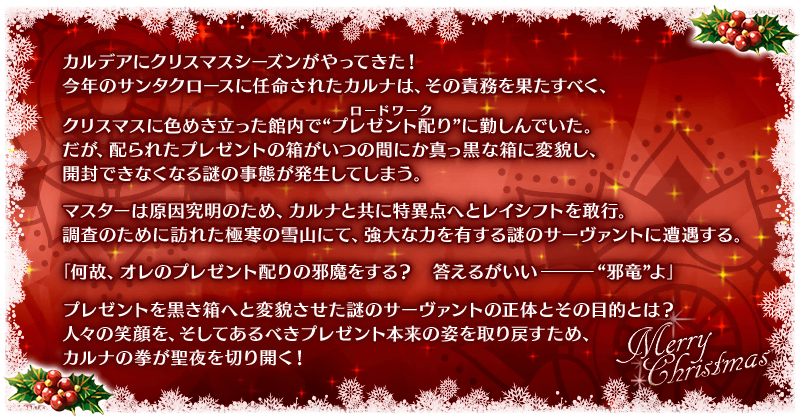 カルデアにクリスマスシーズンがやってきた！
今年のサンタクロースに任命されたカルナは、その責務を果たすべく、
ロードワーク
クリスマスに色めき立った館内で“プレゼント配り”に勤しんでいた。
だが、配られたプレゼントの箱がいつの間にか真っ黒な箱に変貌し、
開封できなくなる謎の事態が発生してしまう。
マスターは原因究明のため、カルナと共に特異点へとレイシフトを敢行。
調査のために訪れた極寒の雪山にて、強大な力を有する謎のサーヴァントに遭遇する。
「何故、オレのプレゼント配りの邪魔をする？　答えるがいい───“邪竜”よ」
プレゼントを黒き箱へと変貌させた謎のサーヴァントの正体とその目的とは？
人々の笑顔を、そしてあるべきプレゼント本来の姿を取り戻すため、
カルナの拳が聖夜を切り開く！
Merry
Christmas